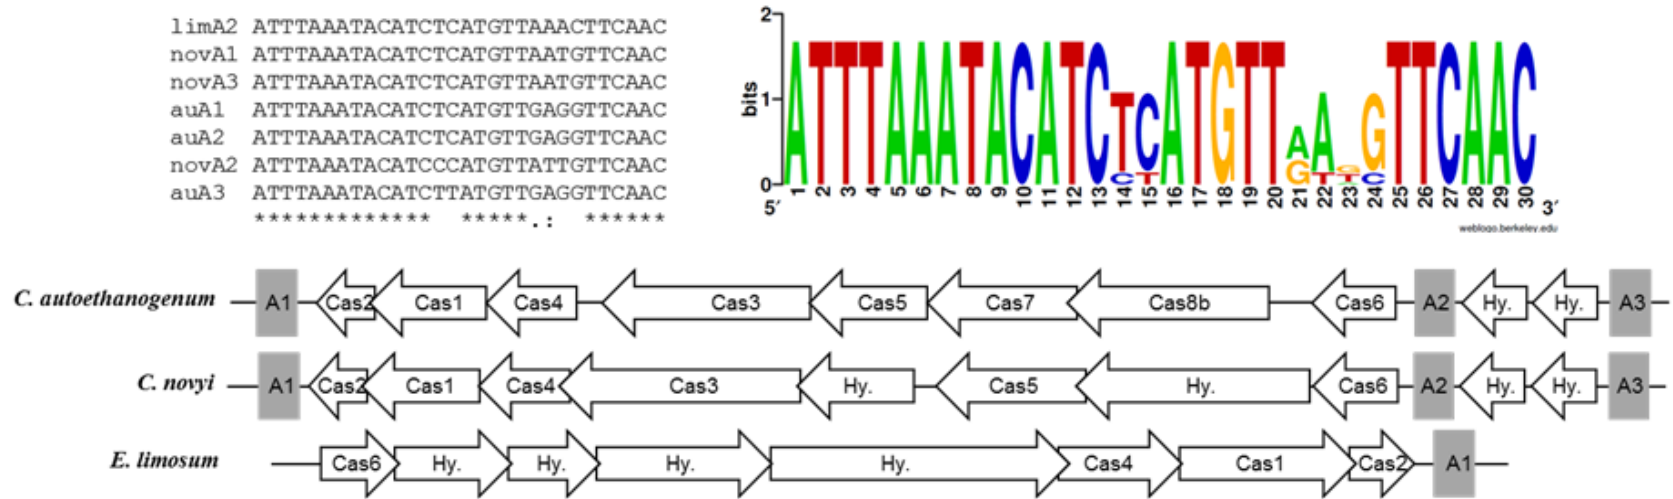 limA2 ATTTAAATACATCTCATGTTAAACTTCAAC
novA1 ATTTAAATACATCTCATGTTAATGTTCAAC
novA3 ATTTAAATACATCTCATGTTAATGTTCAAC
auA1 ATTTAAATACATCTCATGTTGAGGTTCAAC
auA2 ATTTAAATACATCTCATGTTGAGGTTCAAC
novA2 ATTTAAATACATCCCATGTTATTGTTCAAC
auA3 ATTTAAATACATCTTATGTTGAGGTTCAAC
************* *****.: ******
2
bits
1
0
ATTTAAATACATCTCATGTTAAGGTTCAAC
CT GTTC
5′ 1 2 3 4 5 6 7 8 9 10 11 12 13 14 15 16 17 18 19 20 21 22 23 24 25 26 27 28 29 30 3′
weblogo.berkeley.edu
C. autoethanogenum A1 Cas2 Cas1 Cas4 Cas3 Cas5 Cas7 Cas8b Cas6 A2 Hy. Hy. A3
C. novyi A1 Cas2 Cas1 Cas4 Cas3 Hy. Cas5 Hy. Cas6 A2 Hy. Hy. A3
E. limosum Cas6 Hy. Hy. Hy. Hy. Cas4 Cas1 Cas2 A1